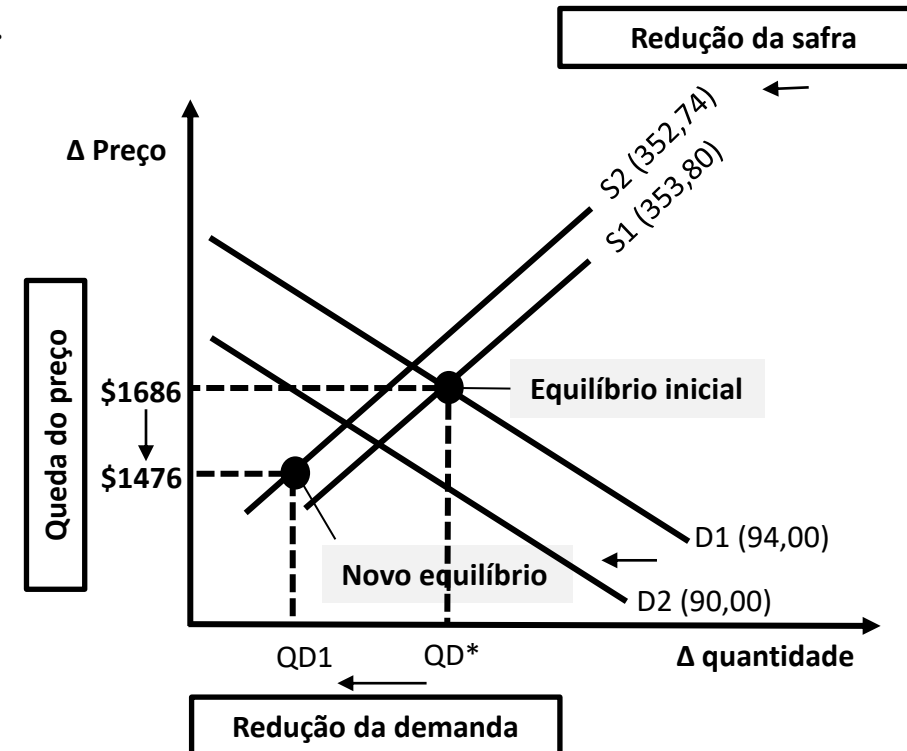 Redução da safra
Δ Preço
S2 (352,74)
S1 (353,80)
Queda do preço
$1686
Equilíbrio inicial
$1476
Novo equilíbrio
D1 (94,00)
D2 (90,00)
QD1
QD*
Δ quantidade
Redução da demanda